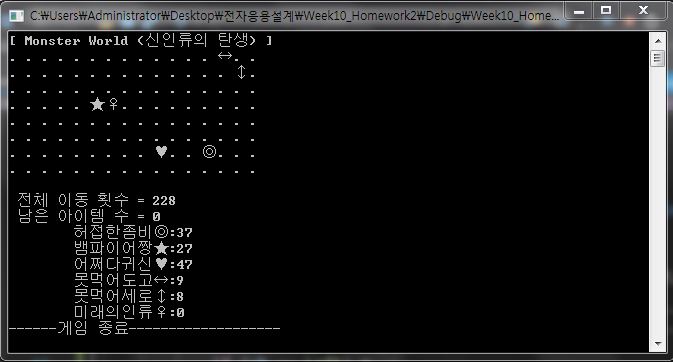 C:₩Users₩Administrator₩Desktop₩전자응용설계₩Week10_Homework2₩Debug₩Week10_Home...
[ Monster World (신인류의 탄생) ]
. . . . . . . . . . . . . ↔. .
. . . . . . . . . . . . . . ↕.
. . . . . . . . . . . . . . . .
. . . . . ★♀. . . . . . . . .
. . . . . . . . . . . . . . . .
. . . . . . . . . . . . . . . .
. . . . . . . . . ♥. . ◎. . .
. . . . . . . . . . . . . . . .
전체 이동 횟수 = 228
남은 아이템 수 = 0
허접한좀비◎:37
뱀파이어짱★:27
어쩌다귀신♥:47
못먹어도고↔:9
못먹어세로↕:8
미래의인류♀:0
------게임 종료-------------------